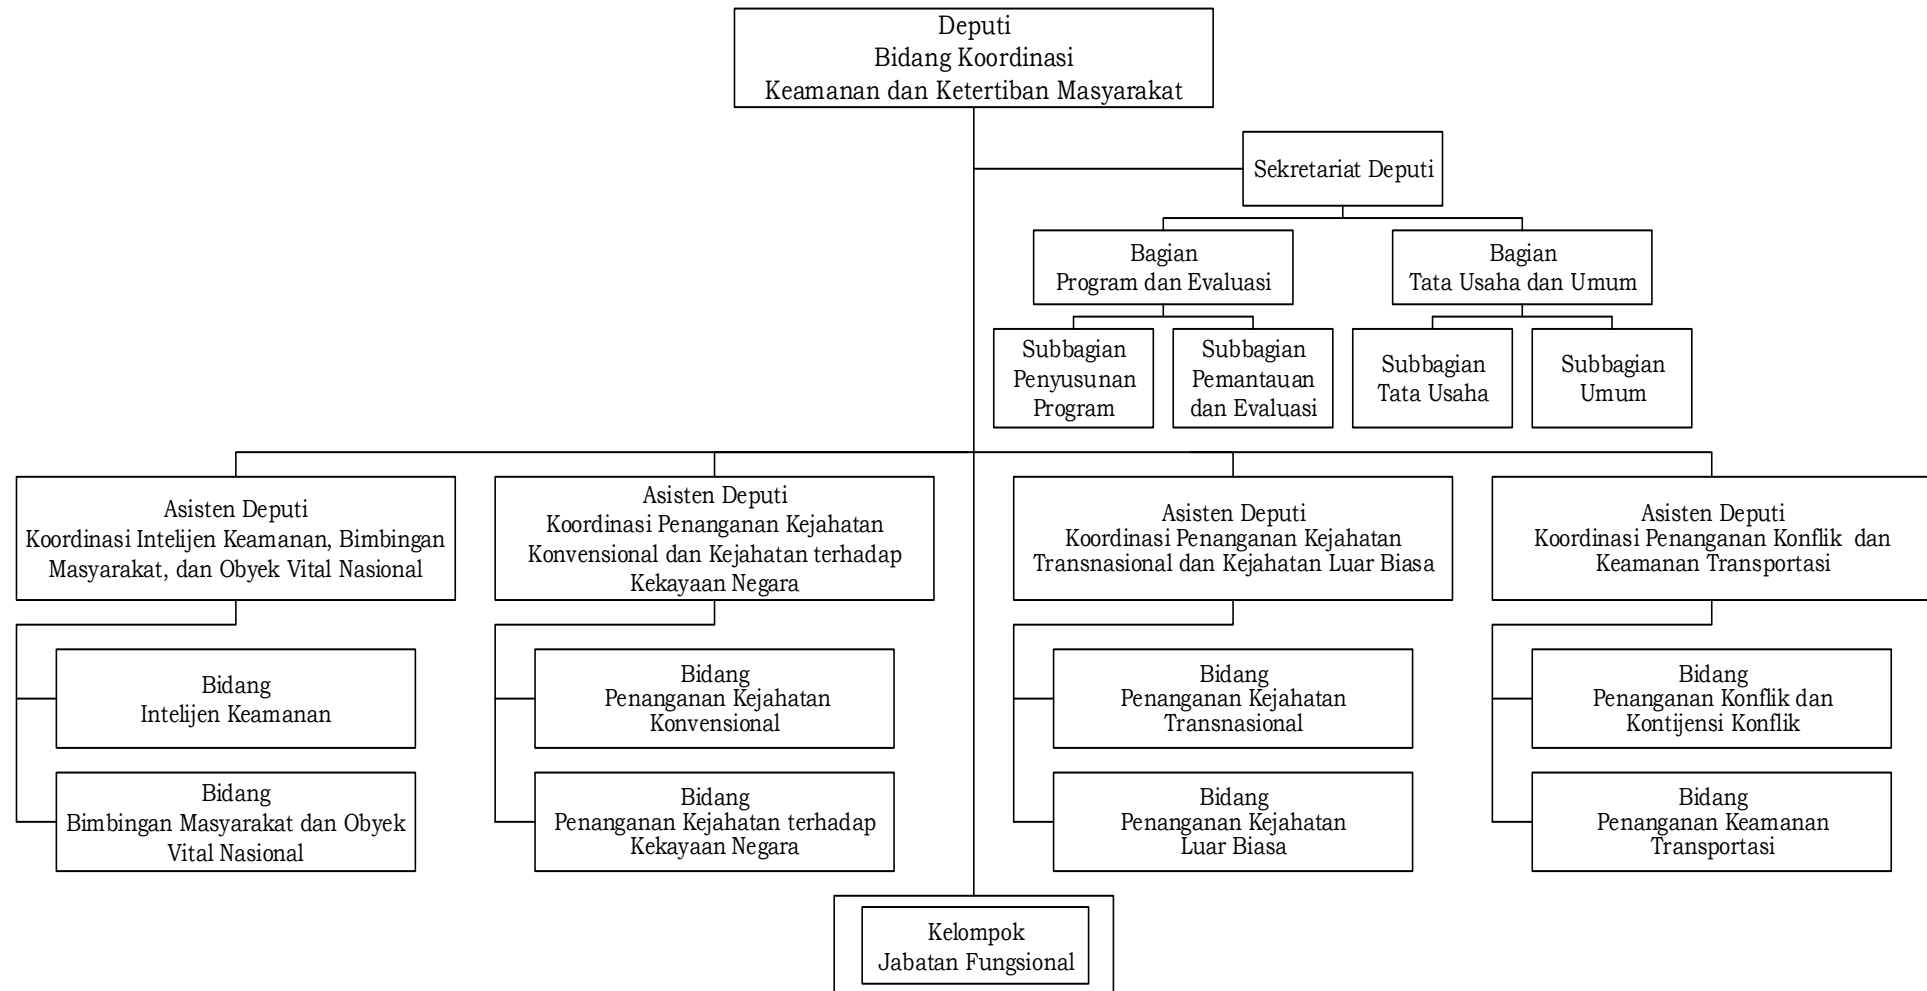 Deputi
Bidang Koordinasi
Keamanan dan Ketertiban Masyarakat
Sekretariat Deputi
Bagian
Program dan Evaluasi
Bagian
Tata Usaha dan Umum
Subbagian
Penyusunan
Program
Subbagian
Pemantauan
dan Evaluasi
Subbagian
Tata Usaha
Subbagian
Umum
Asisten Deputi
Koordinasi Intelijen Keamanan, Bimbingan
Masyarakat, dan Obyek Vital Nasional
Asisten Deputi
Koordinasi Penanganan Kejahatan
Konvensional dan Kejahatan terhadap
Kekayaan Negara
Asisten Deputi
Koordinasi Penanganan Kejahatan
Transnasional dan Kejahatan Luar Biasa
Asisten Deputi
Koordinasi Penanganan Konflik dan
Keamanan Transportasi
Bidang
Intelijen Keamanan
Bidang
Penanganan Kejahatan
Konvensional
Bidang
Penanganan Kejahatan
Transnasional
Bidang
Penanganan Konflik dan
Kontijensi Konflik
Bidang
Bimbingan Masyarakat dan Obyek
Vital Nasional
Bidang
Penanganan Kejahatan terhadap
Kekayaan Negara
Bidang
Penanganan Kejahatan
Luar Biasa
Bidang
Penanganan Keamanan
Transportasi
Kelompok
Jabatan Fungsional